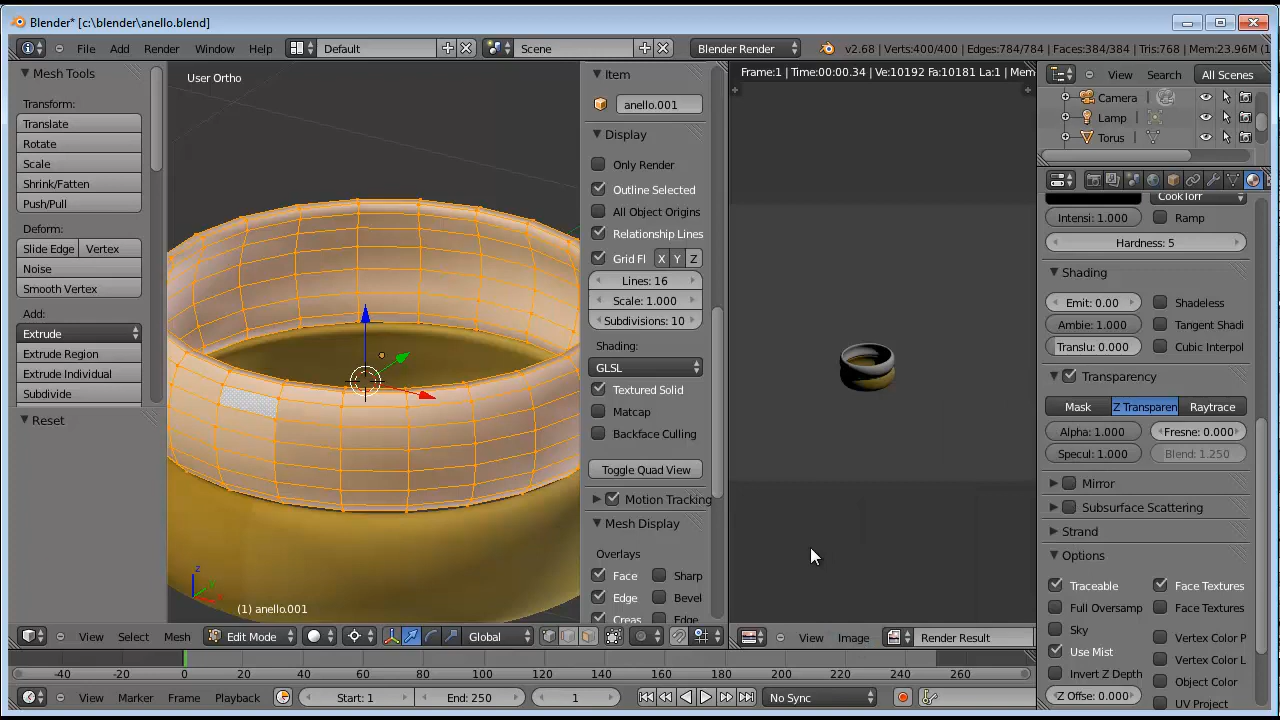 Blender* [c:\blender\anello.blend]
File Add Render Window Help Default Scene Blender Render v2.68 | Verts:400/400 | Edges:784/784 | Faces:384/384 | Tris:768 | Mem:23.96M
Mesh Tools
Transform:
Translate
Rotate
Scale
Shrink/Fatten
Push/Pull
Deform:
Slide Edge Vertex
Noise
Smooth Vertex
Add:
Extrude
Extrude Region
Extrude Individual
Subdivide
Reset
User Ortho
z
(1) anello.001
View Select Mesh Edit Mode Global
Item
anello.001
Display
Only Render
Outline Selected
All Object Origins
Relationship Lines
Grid Fl X Y Z
Lines: 16
Scale: 1.000
Subdivisions: 10
Shading:
GLSL
Textured Solid
Matcap
Backface Culling
Toggle Quad View
Motion Tracking
Mesh Display
Overlays
Face Sharp
Edge Bevel
Creas Seams
Frame:1 | Time:00:00.34 | Ve:10192 Fa:10181 La:1 | Mem
View Image Render Result
View Search All Scenes
Camera
Lamp
Torus
CookTorr
Intensi: 1.000 Ramp
Hardness: 5
Shading
Emit: 0.00 Shadeless
Ambie: 1.000 Tangent Shadi
Translu: 0.000 Cubic Interpol
Transparency
Mask Z Transparen Raytrace
Alpha: 1.000 Fresne: 0.000
Specul: 1.000 Blend: 1.250
Mirror
Subsurface Scattering
Strand
Options
Traceable Face Textures
Full Oversamp Face Textures
Sky Vertex Color P
Use Mist Vertex Color L
Invert Z Depth Object Color
Z Offse: 0.000 UV Project
-40 -20 0 20 40 60 80 100 120 140 160 180 200 220 240 260
View Marker Frame Playback Start: 1 End: 250 1 No Sync